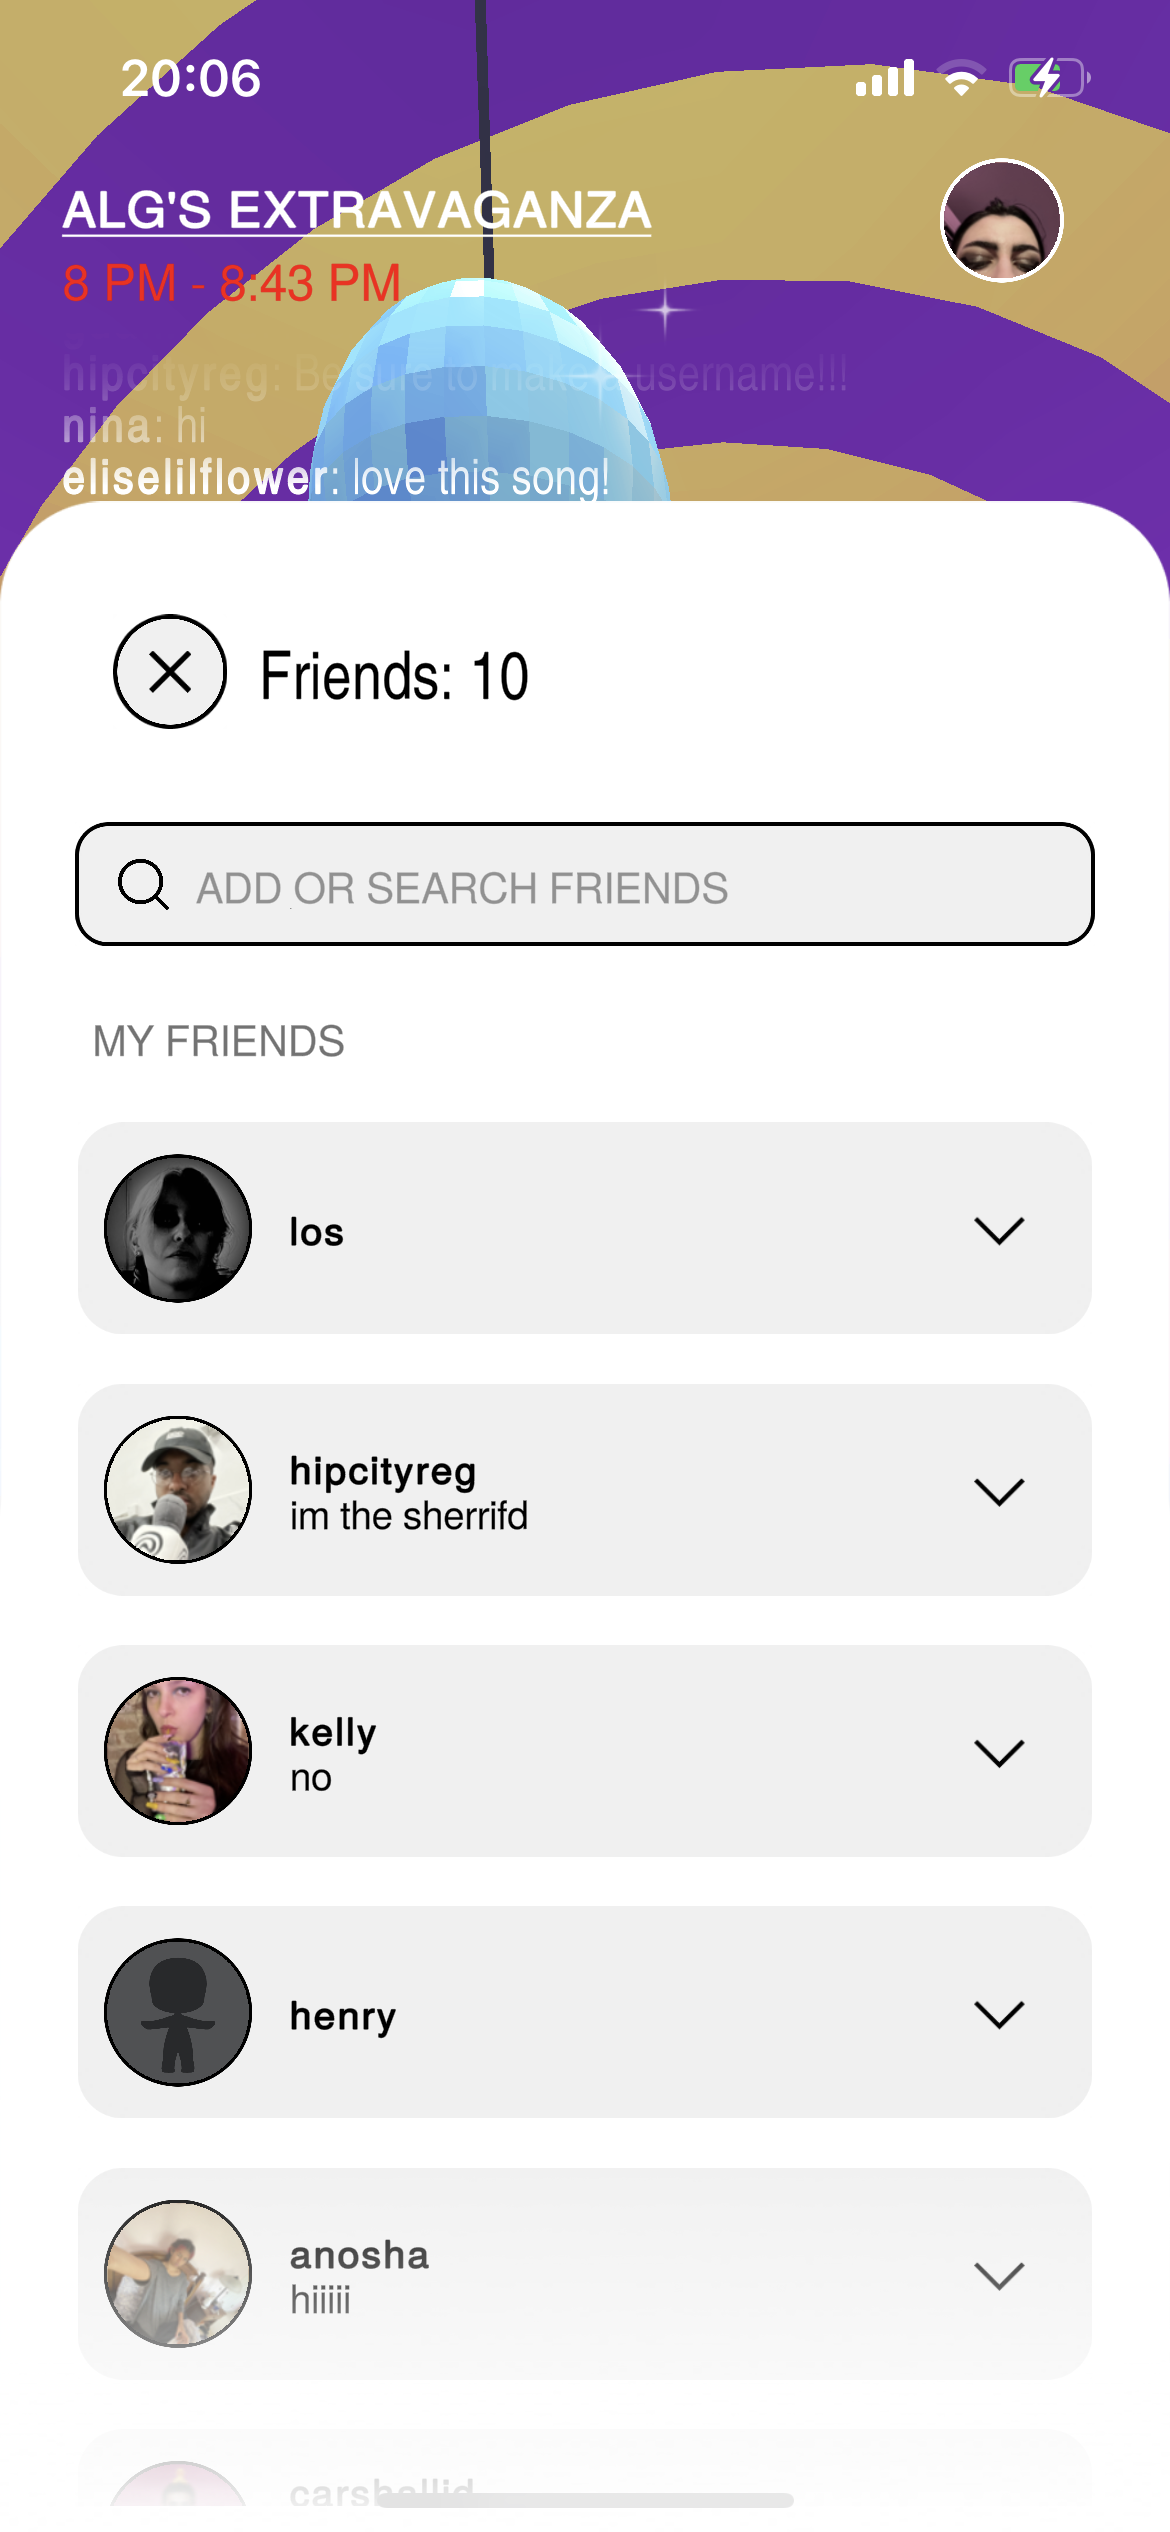 20:06
ALG'S EXTRAVAGANZA
8 PM - 8:43 PM
hipcityreg: Be sure to make a username!!!
nina: hi
eliselilflower: love this song!
Friends: 10
ADD OR SEARCH FRIENDS
MY FRIENDS
los
hipcityreg
im the sherrifd
kelly
no
henry
anosha
hiiiii